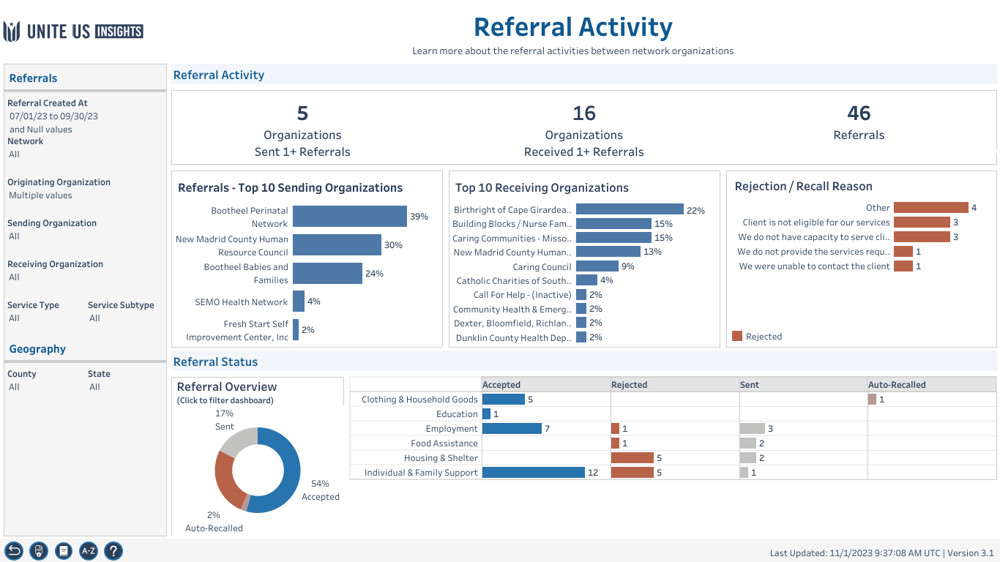 UNITE US INSIGHTS
Referral Activity
Learn more about the referral activities between network organizations
Referrals
Referral Created At
07/01/23 to 09/30/23
and Null values
Network
All
Originating Organization
Multiple values
Sending Organization
All
Receiving Organization
All
Service Type Service Subtype
All All
Geography
County State
All All
Referral Activity
5 16 46
Organizations Organizations Referrals
Sent 1+ Referrals Received 1+ Referrals
Referrals - Top 10 Sending Organizations
Bootheel Perinatal
Network 39%
New Madrid County Human
Resource Council 30%
Bootheel Babies and
Families 24%
SEMO Health Network 4%
Fresh Start Self
Improvement Center, Inc 2%
Top 10 Receiving Organizations
Birthright of Cape Girardea.. 22%
Building Blocks / Nurse Fam.. 15%
Caring Communities - Misso.. 15%
New Madrid County Human.. 13%
Caring Council 9%
Catholic Charities of South.. 4%
Call For Help - (Inactive) 2%
Community Health & Emerg.. 2%
Dexter, Bloomfield, Richlan.. 2%
Dunklin County Health Dep.. 2%
Rejection / Recall Reason
Other 4
Client is not eligible for our services 3
We do not have capacity to serve cli.. 3
We do not provide the services requ.. 1
We were unable to contact the client 1
Rejected
Referral Status
Referral Overview
(Click to filter dashboard)
17%
Sent
54%
Accepted
2%
Auto-Recalled
Accepted Rejected Sent Auto-Recalled
Clothing & Household Goods 5 1
Education 1
Employment 7 1 3
Food Assistance 1 2
Housing & Shelter 5 2
Individual & Family Support 12 5 1
A-Z ?
Last Updated: 11/1/2023 9:37:08 AM UTC | Version 3.1